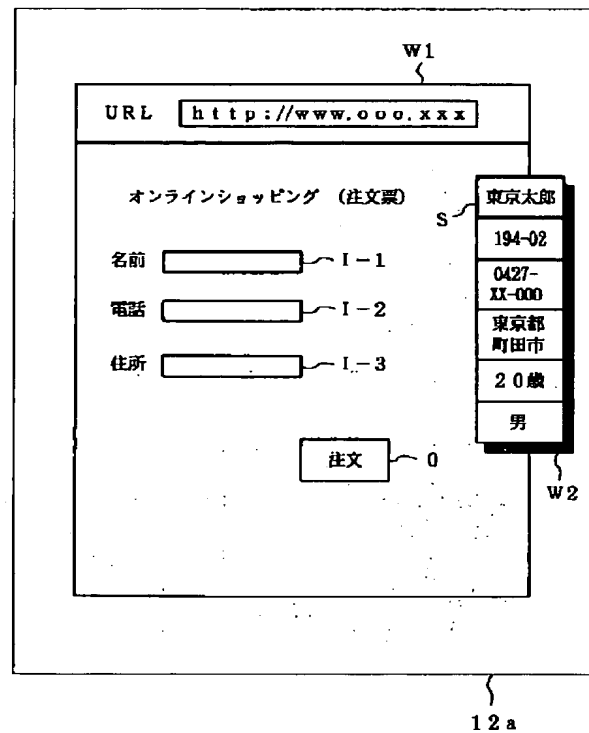 W1
URL http://www.ooo.xxx
オンラインショッピング (注文票)
S
東京太郎
194-02
0427-
XX-000
東京都
町田市
20歳
男
W2
名前 I-1
電話 I-2
住所 I-3
注文 O
12a